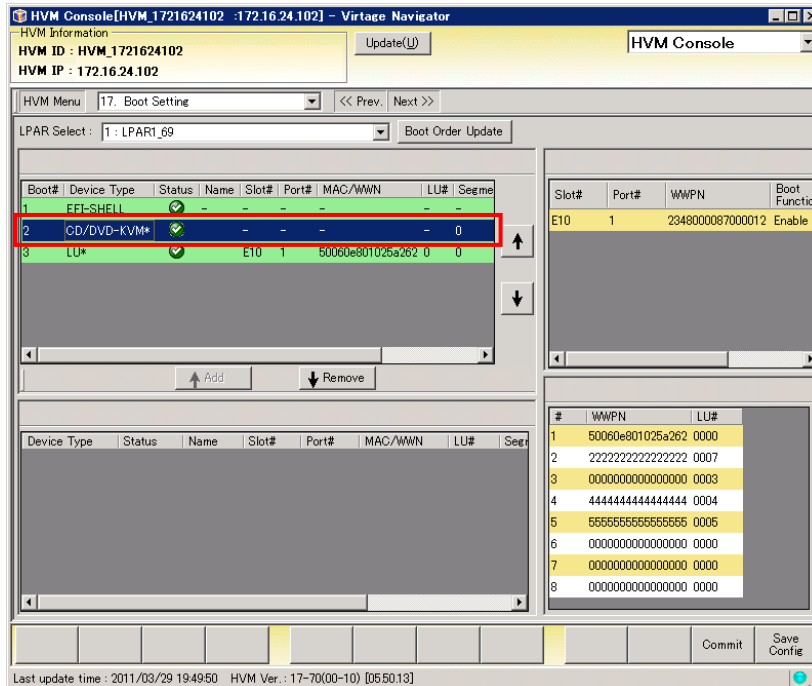 HVM Console[HVM_1721624102 :172.16.24.102] - Virtage Navigator
HVM Information
HVM ID : HVM_1721624102
HVM IP : 172.16.24.102
Update(U)
HVM Console
HVM Menu 17. Boot Setting << Prev. Next >>
LPAR Select : 1 : LPAR1_69 Boot Order Update
Boot# Device Type Status Name Slot# Port# MAC/WWN LU# Segme
1 EFI-SHELL - - - - - -
2 CD/DVD-KVM* - - - - 0
3 LU* E10 1 50060e801025a262 0 0
Add Remove
Device Type Status Name Slot# Port# MAC/WWN LU# Segr
Slot# Port# WWPN Boot Functio
E10 1 2348000087000012 Enable
# WWPN LU#
1 50060e801025a262 0000
2 2222222222222222 0007
3 0000000000000000 0003
4 4444444444444444 0004
5 5555555555555555 0005
6 0000000000000000 0000
7 0000000000000000 0000
8 0000000000000000 0000
Commit Save Config
Last update time : 2011/03/29 19:49:50 HVM Ver. : 17-70(00-10) [0550.13]